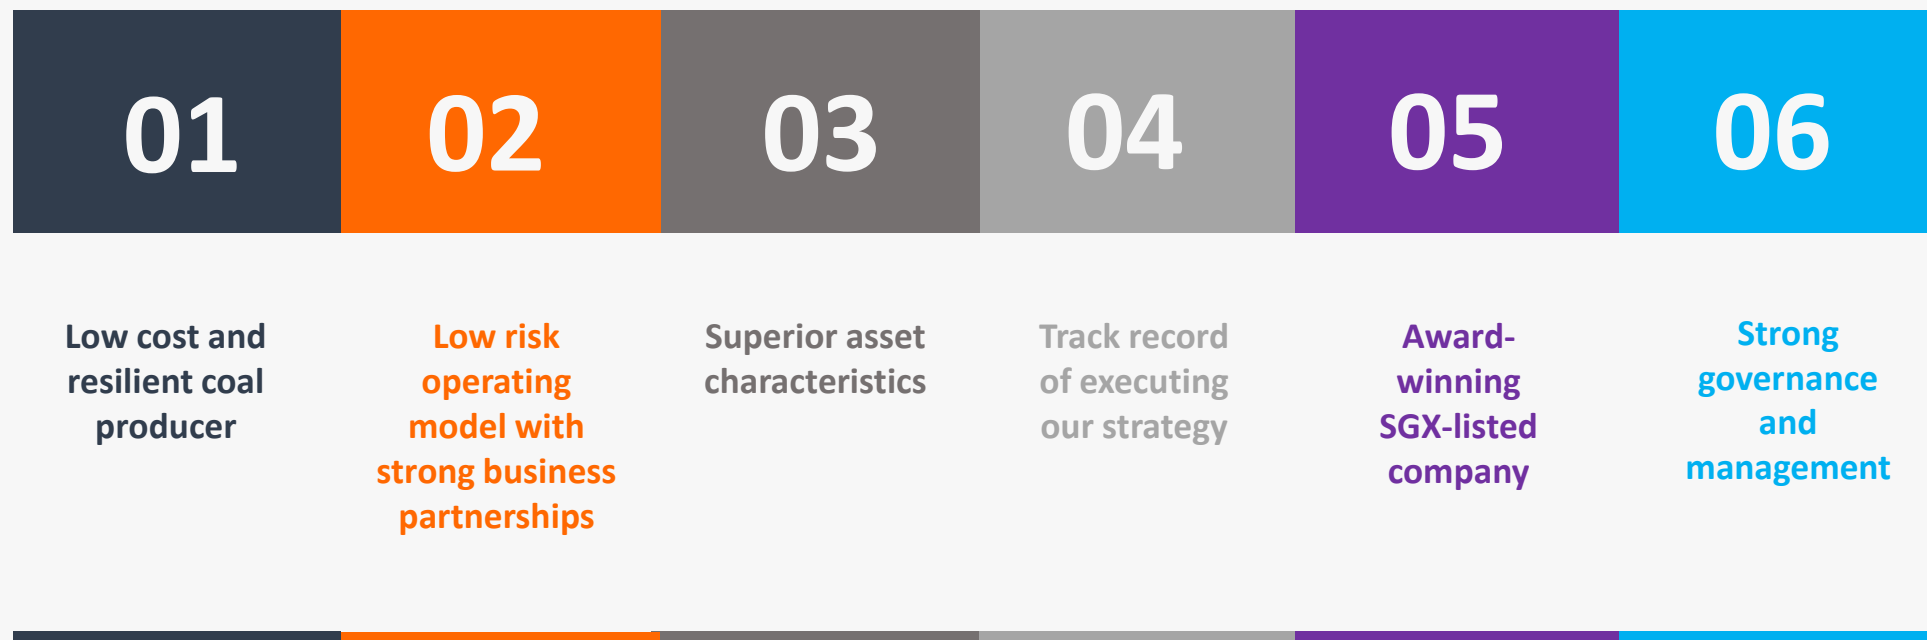 01
02
03
04
05
06
Low cost and
resilient coal
producer
Low risk
operating
model with
strong business
partnerships
Superior asset
characteristics
Track record
of executing
our strategy
Award-
winning
SGX-listed
company
Strong
governance
and
management